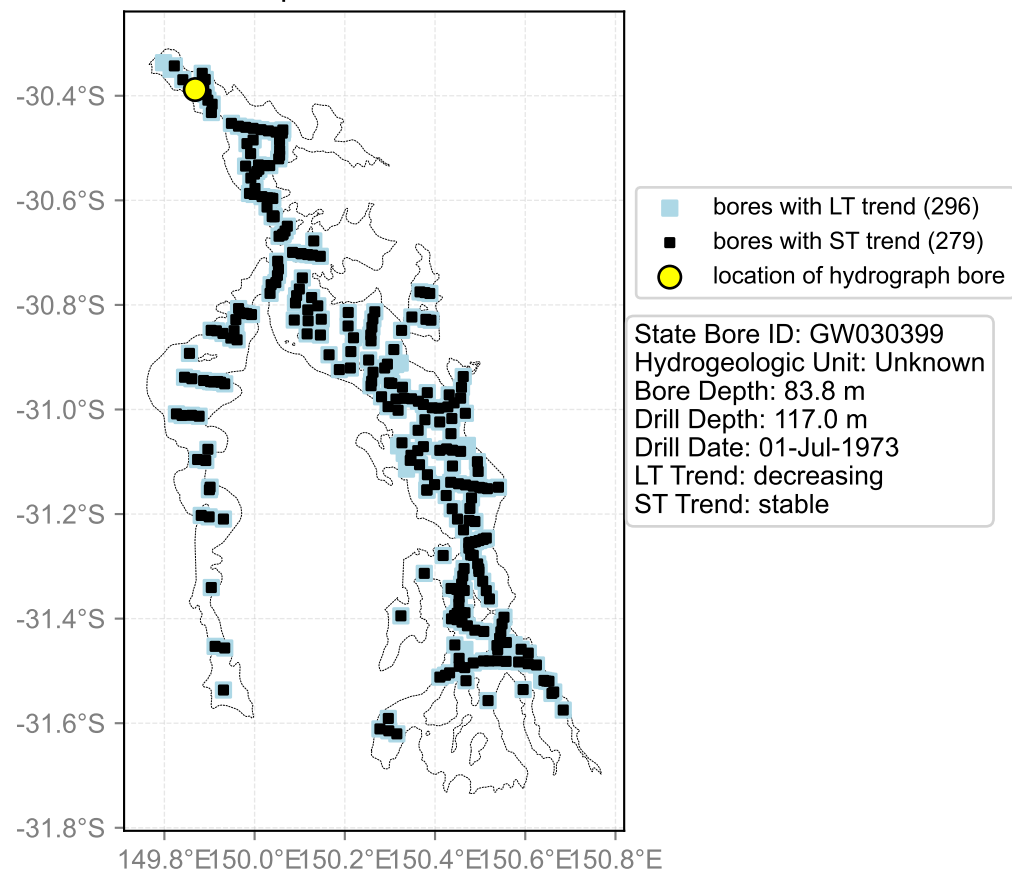 -30.4°S
-30.6°S
-30.8°S
-31.0°S
-31.2°S
-31.4°S
-31.6°S
-31.8°S
149.8°E150.0°E150.2°E150.4°E150.6°E150.8°E
bores with LT trend (296)
bores with ST trend (279)
location of hydrograph bore
State Bore ID: GW030399
Hydrogeologic Unit: Unknown
Bore Depth: 83.8 m
Drill Depth: 117.0 m
Drill Date: 01-Jul-1973
LT Trend: decreasing
ST Trend: stable